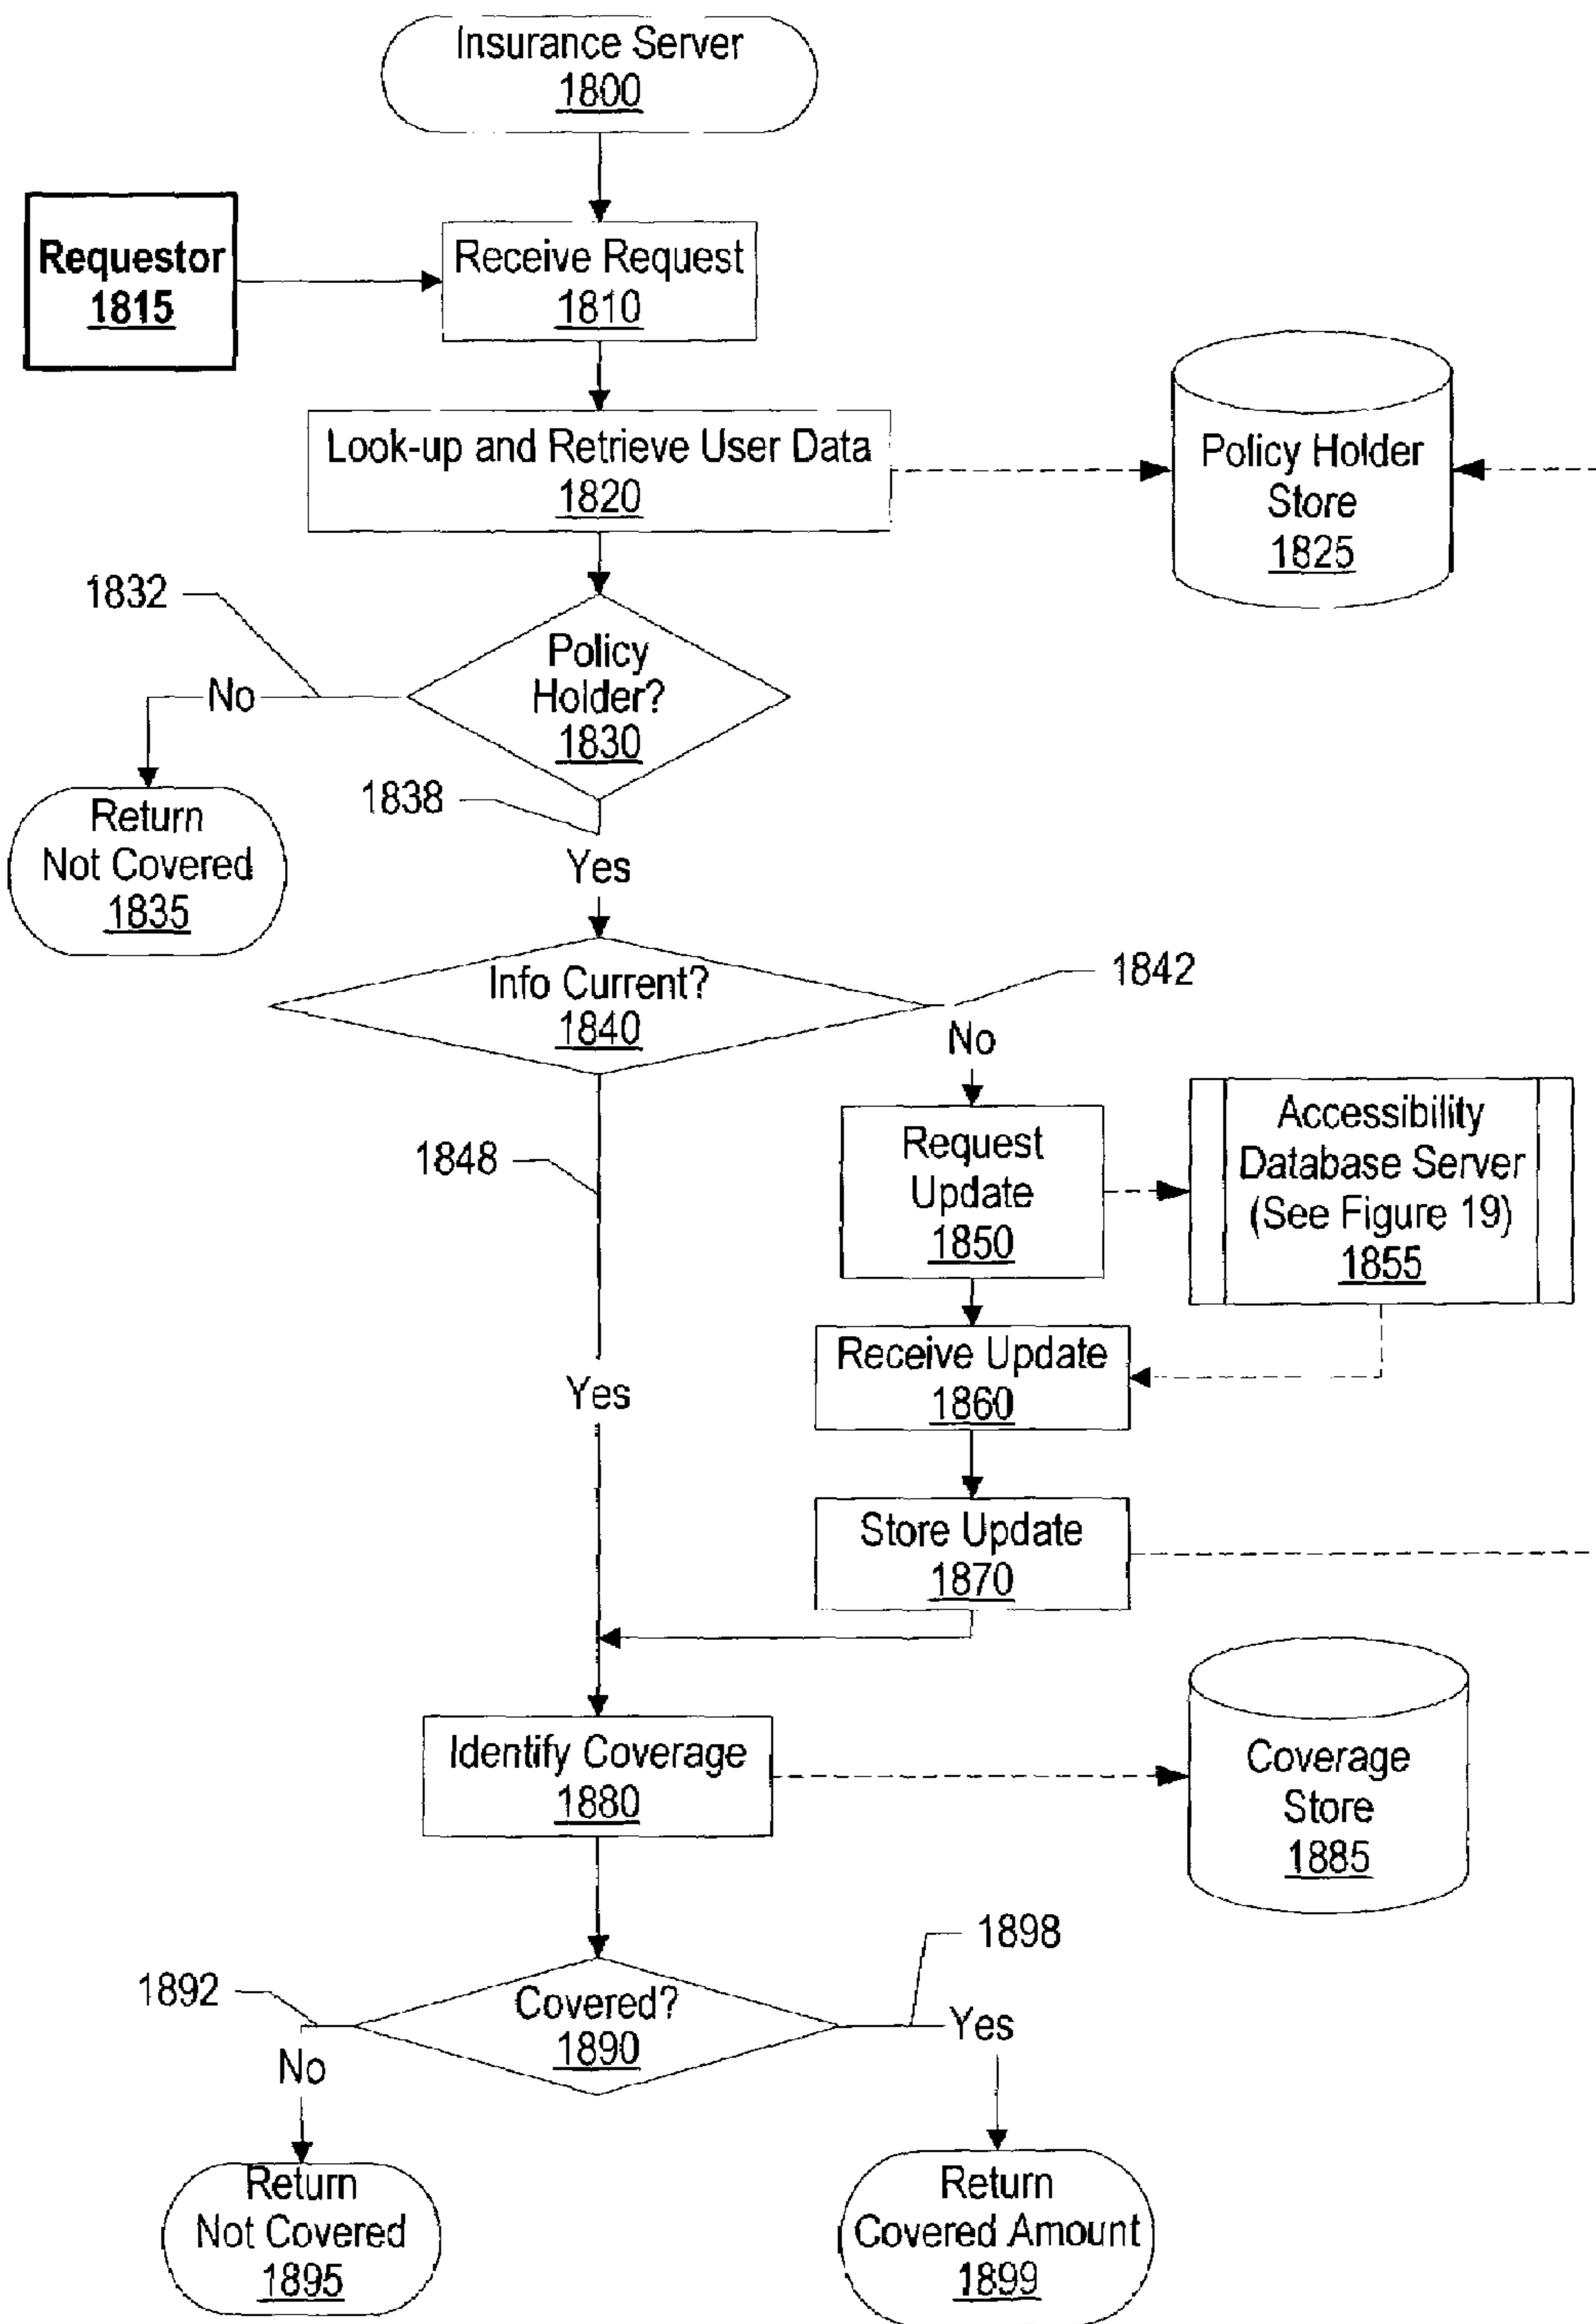 Insurance Server
1800
Requestor
1815
Receive Request
1810
Look-up and Retrieve User Data
1820
Policy Holder
Store
1825
1832
Policy
Holder?
1830
No
1838
Return
Not Covered
1835
Yes
Info Current?
1840
1842
No
1848
Request
Update
1850
Accessibility
Database Server
(See Figure 19)
1855
Receive Update
1860
Yes
Store Update
1870
Identify Coverage
1880
Coverage
Store
1885
1892
Covered?
1890
1898
Yes
No
Return
Not Covered
1895
Return
Covered Amount
1899